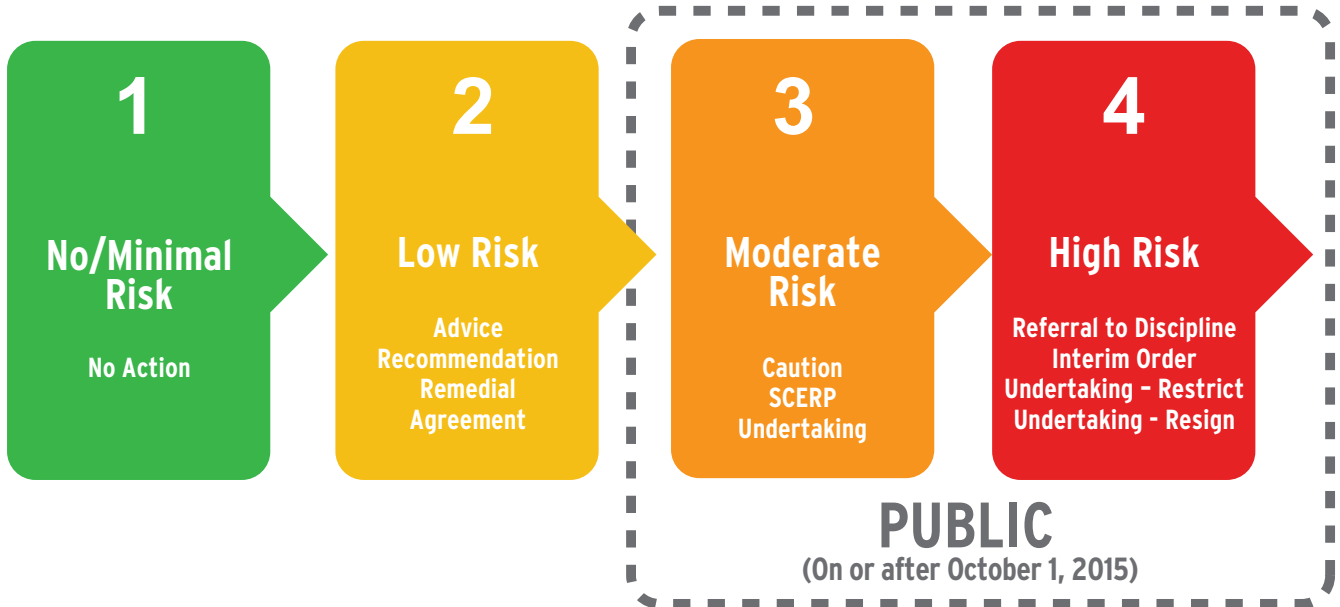 1
No/Minimal
Risk
No Action
2
Low Risk
Advice
Recommendation
Remedial
Agreement
3
Moderate
Risk
Caution
SCERP
Undertaking
4
High Risk
Referral to Discipline
Interim Order
Undertaking – Restrict
Undertaking - Resign
PUBLIC
(On or after October 1, 2015)